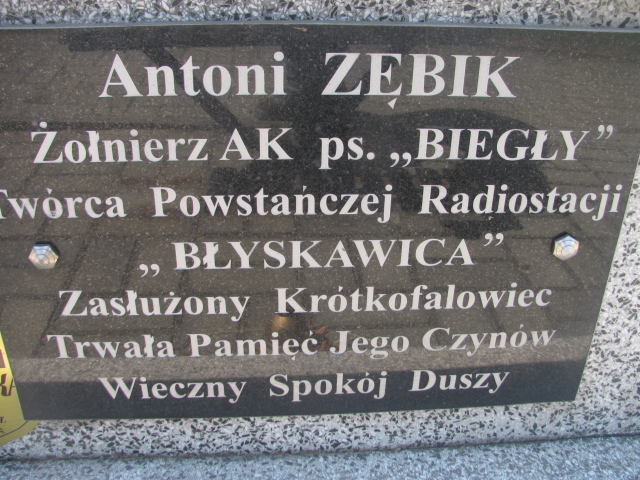 Antoni ZĘBIK
Żołnierz AK ps. „BIEGŁY”
Twórca Powstańczej Radiostacji
„BŁYSKAWICA”
Zasłużony Krótkofalowiec
Trwała Pamięć Jego Czynów
Wieczny Spokój Duszy